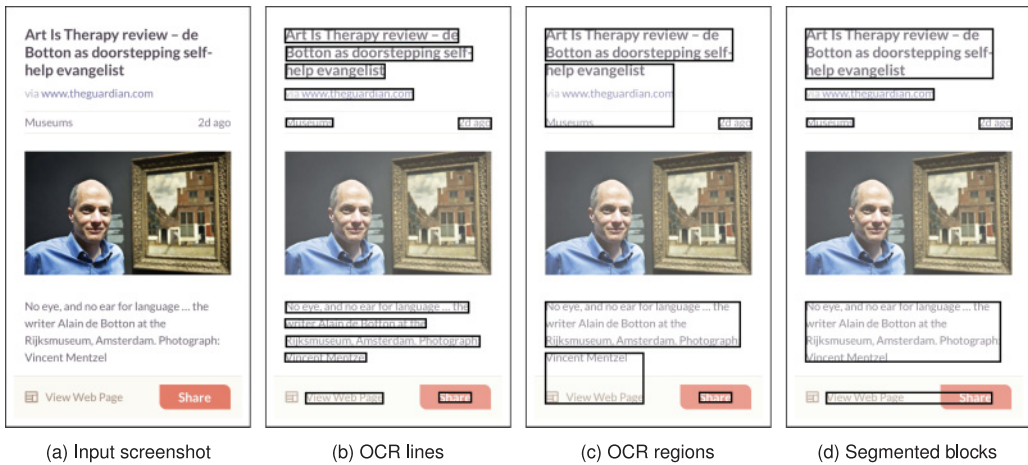 Art Is Therapy review – de
Botton as doorstepping self-
help evangelist
via www.theguardian.com
Museums 2d ago
No eye, and no ear for language ... the
writer Alain de Botton at the
Rijksmuseum, Amsterdam. Photograph:
Vincent Mentzel
View Web Page Share
(a) Input screenshot
Art Is Therapy review – de
Botton as doorstepping self-
help evangelist
via www.theguardian.com
Museums 2d ago
No eye, and no ear for language ... the
writer Alain de Botton at the
Rijksmuseum, Amsterdam. Photograph:
Vincent Mentzel
View Web Page Share
(b) OCR lines
Art Is Therapy review – de
Botton as doorstepping self-
help evangelist
via www.theguardian.com
Museums 2d ago
No eye, and no ear for language ... the
writer Alain de Botton at the
Rijksmuseum, Amsterdam. Photograph:
Vincent Mentzel
View Web Page Share
(c) OCR regions
Art Is Therapy review – de
Botton as doorstepping self-
help evangelist
via www.theguardian.com
Museums 2d ago
No eye, and no ear for language ... the
writer Alain de Botton at the
Rijksmuseum, Amsterdam. Photograph:
Vincent Mentzel
View Web Page Share
(d) Segmented blocks